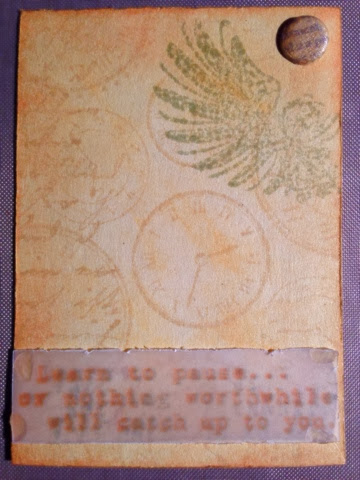 Learn to pause...
or nothing worthwhile
will catch up to you.